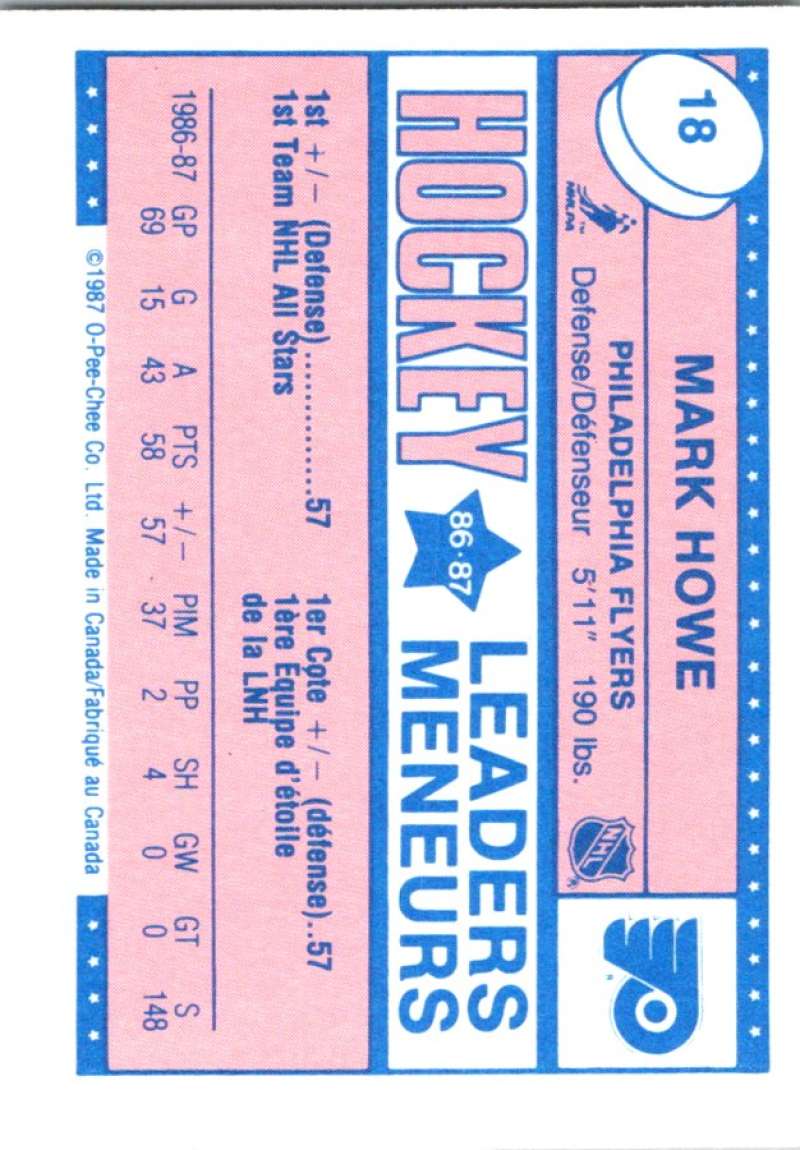 18
MARK HOWE
PHILADELPHIA FLYERS
NHLPA ™ Defense/Défenseur 5'11" 190 lbs.
NHL ®
HOCKEY 86·87 LEADERS
MENEURS
1st +/– (Defense).............57
1st Team NHL All Stars
1er Cote +/– (défense)..57
1ère Equipe d'étoile
de la LNH
1986-87 GP G A PTS +/– PIM PP SH GW GT S
69 15 43 58 57 37 2 4 0 0 148
©1987 O-Pee-Chee Co. Ltd. Made in Canada/Fabriqué au Canada